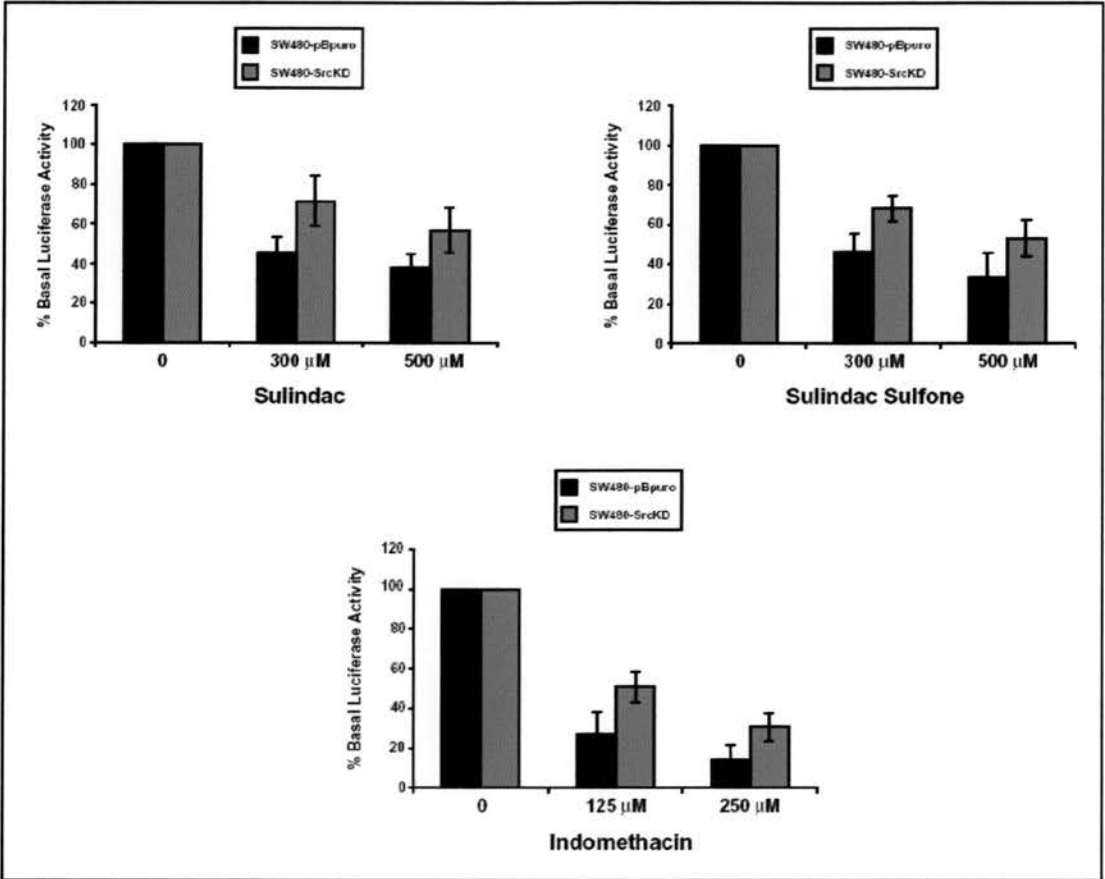 SW480-pBpuro
SW480-SrcKD
120
100
80
60
40
20
0
% Basal Luciferase Activity
0 300 µM 500 µM
Sulindac
SW480-pBpuro
SW480-SrcKD
120
100
80
60
40
20
0
% Basal Luciferase Activity
0 300 µM 500 µM
Sulindac Sulfone
SW480-pBpuro
SW480-SrcKD
120
100
80
60
40
20
0
% Basal Luciferase Activity
0 125 µM 250 µM
Indomethacin